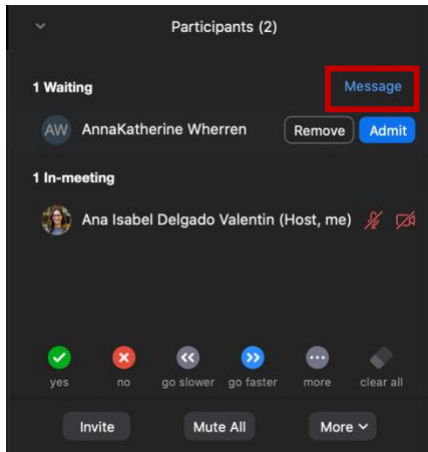 Participants (2)
1 Waiting Message
AW AnnaKatherine Wherren Remove Admit
1 In-meeting
Ana Isabel Delgado Valentin (Host, me)
yes no go slower go faster more clear all
Invite Mute All More